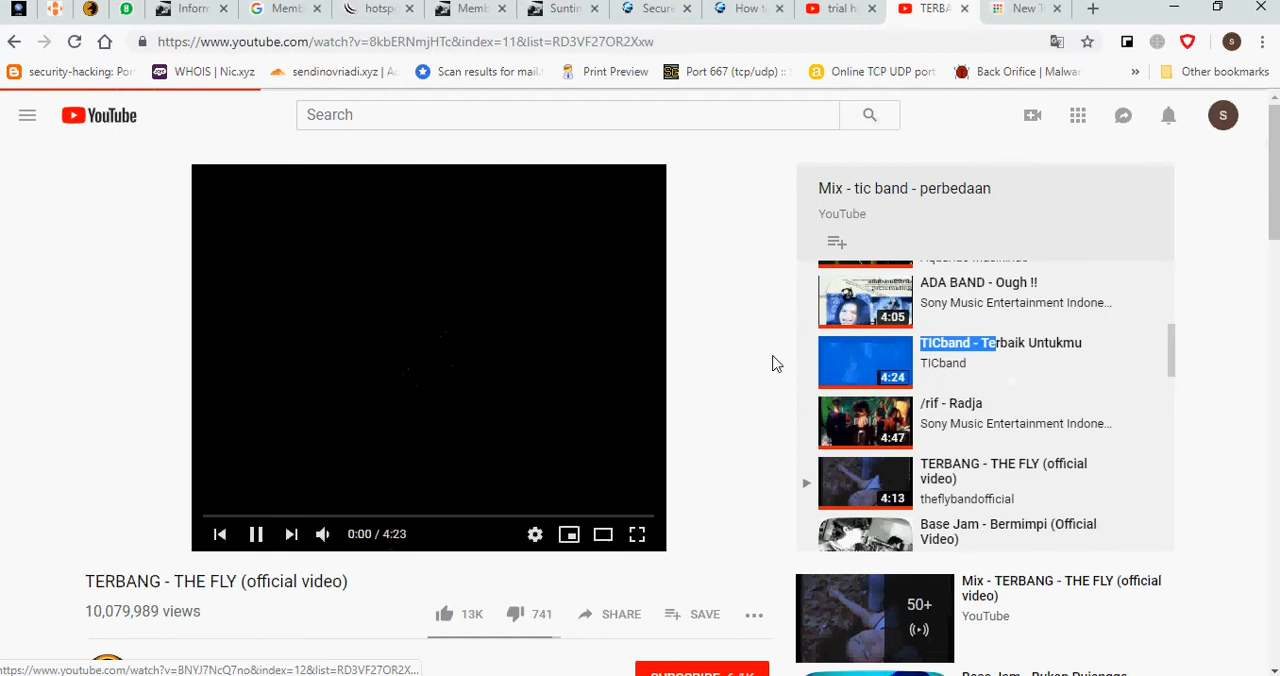 Inform
Memb
hotsp
Memb
Suntin
Secure
How to
trial h
TERBA
New T
https://www.youtube.com/watch?v=8kbERNmjHTc&index=11&list=RD3VF27OR2Xxw
S
security-hacking: Por
WHOIS | Nic.xyz
sendinovriadi.xyz | A
Scan results for mail.
Print Preview
Port 667 (tcp/udp) ::
Online TCP UDP port
Back Orifice | Malwar
»
Other bookmarks
YouTube
Search
S
Mix - tic band - perbedaan
YouTube
ADA BAND - Ough !!
Sony Music Entertainment Indone...
4:05
TICband - Terbaik Untukmu
TICband
4:24
/rif - Radja
Sony Music Entertainment Indone...
4:47
TERBANG - THE FLY (official
video)
theflybandofficial
4:13
Base Jam - Bermimpi (Official
Video)
0:00 / 4:23
TERBANG - THE FLY (official video)
10,079,989 views
13K
741
SHARE
SAVE
Mix - TERBANG - THE FLY (official
video)
YouTube
50+
https://www.youtube.com/watch?v=BNYJ7NcQ7no&index=12&list=RD3VF27OR2X...